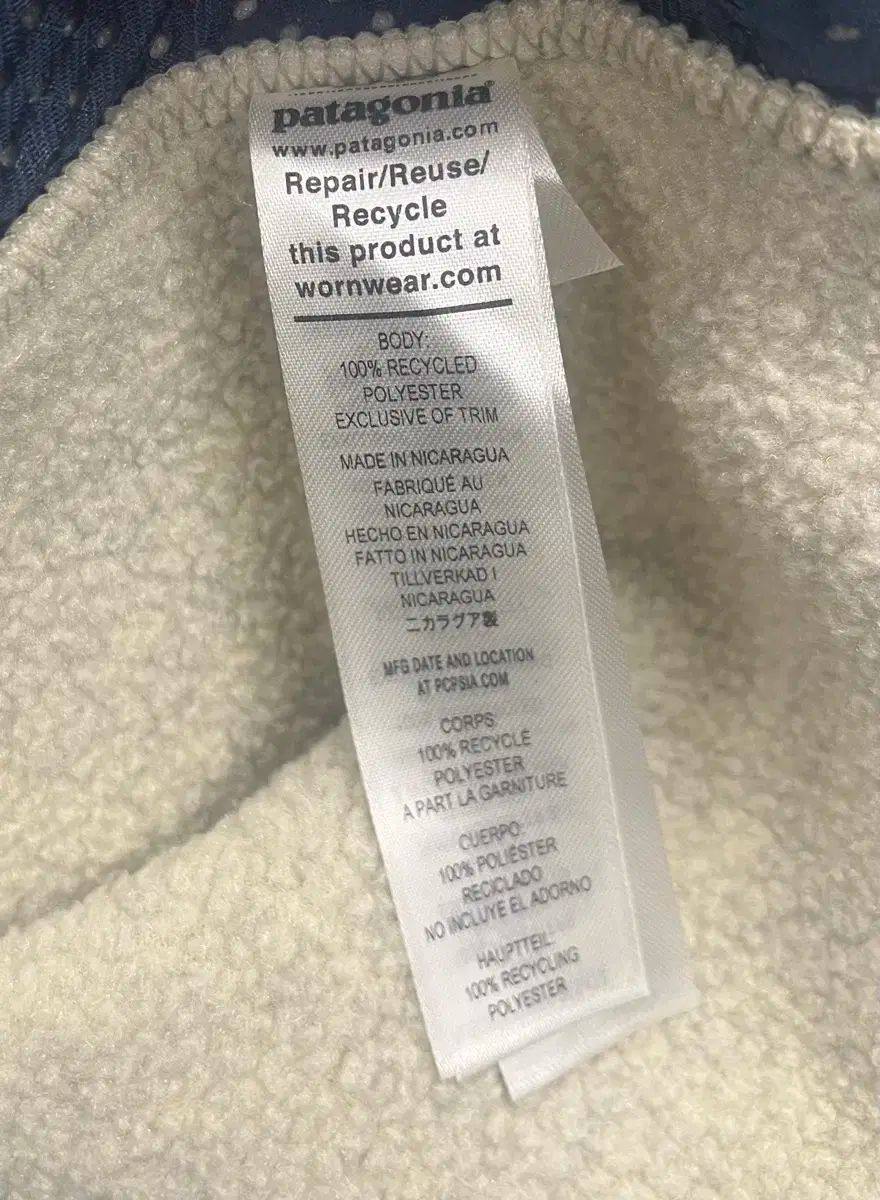 patagonia®
www.patagonia.com
Repair/Reuse/
Recycle
this product at
wornwear.com
BODY:
100% RECYCLED
POLYESTER
EXCLUSIVE OF TRIM
MADE IN NICARAGUA
FABRIQUÉ AU
NICARAGUA
HECHO EN NICARAGUA
FATTO IN NICARAGUA
TILLVERKAD I
NICARAGUA
ニカラグア製
MFG DATE AND LOCATION
AT PCPSIA.COM
CORPS
100% RECYCLÉ
POLYESTER
A PART LA GARNITURE
CUERPO:
100% POLIÉSTER
RECICLADO
NO INCLUYE EL ADORNO
HAUPTTEIL:
100% RECYCLING
POLYESTER